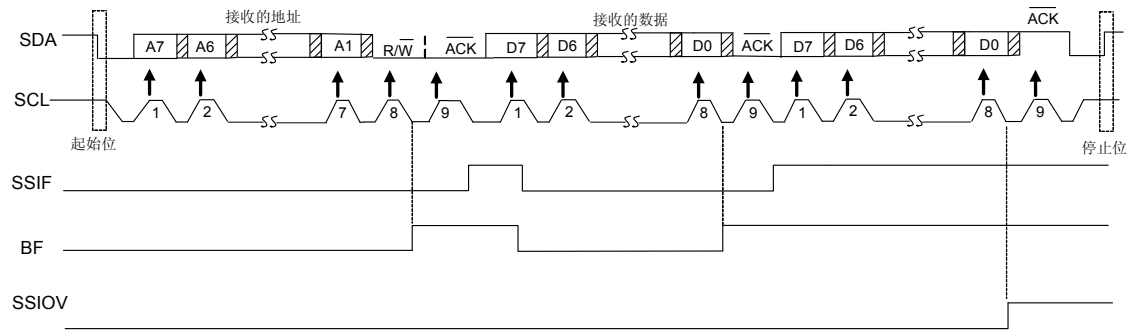 接收的地址 接收的数据 ACK
SDA A7 A6 A1 R/W ACK D7 D6 D0 ACK D7 D6 D0
SCL 1 2 7 8 9 1 2 8 9 1 2 8 9
起始位 停止位
SSIF
BF
SSIOV